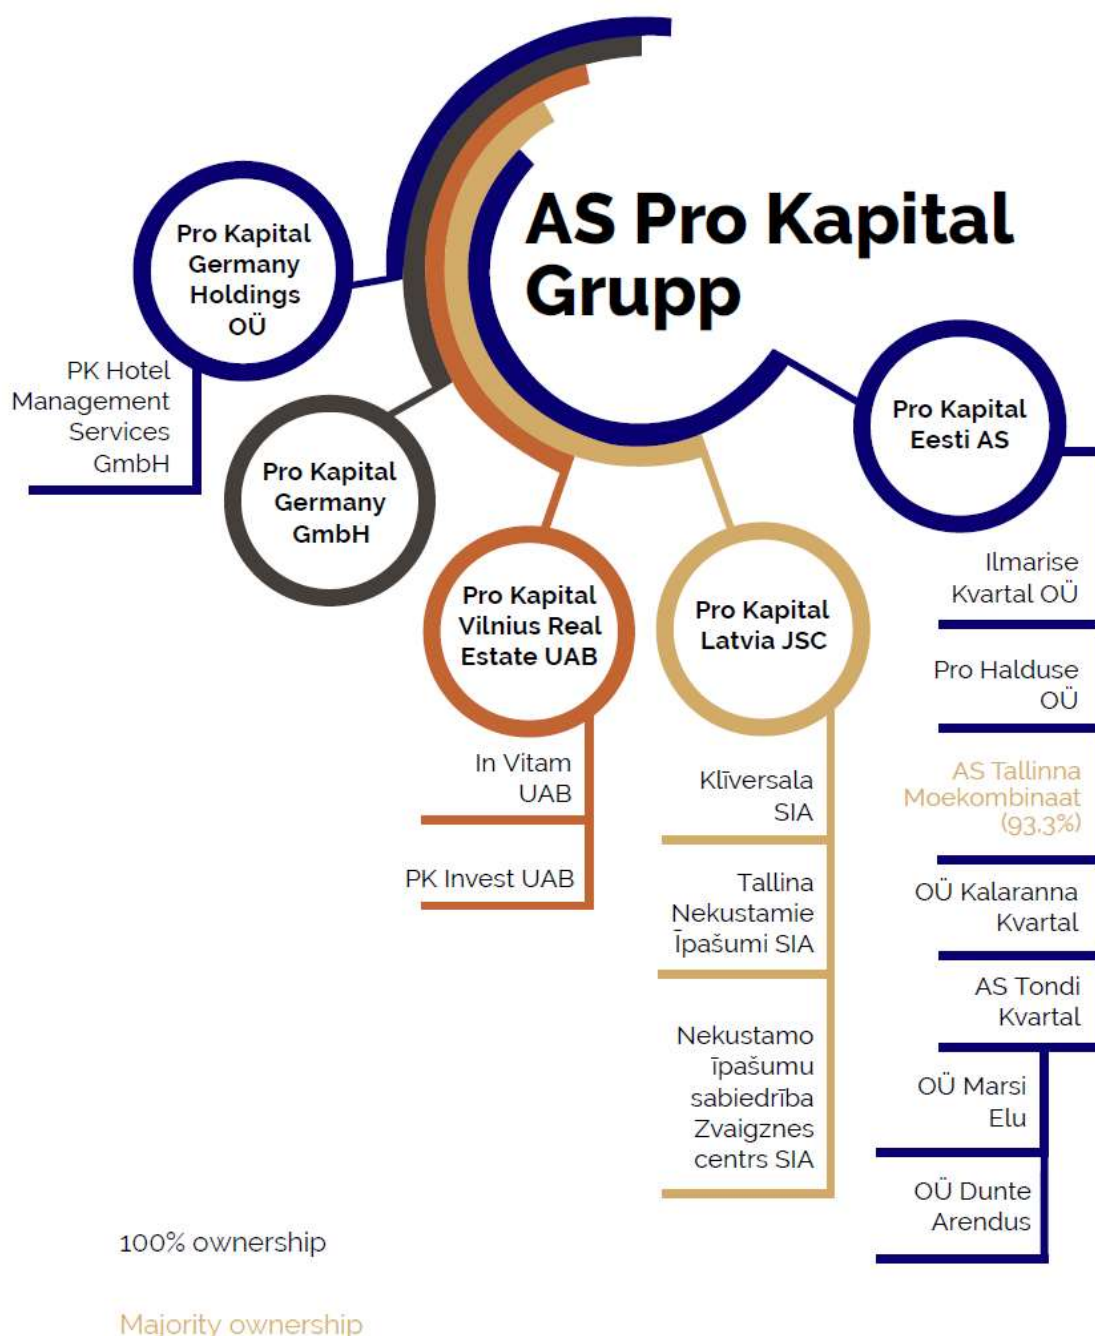 AS Pro Kapital
Grupp
Pro Kapital
Germany
Holdings
OÜ
PK Hotel
Management
Services
GmbH
Pro Kapital
Germany
GmbH
Pro Kapital
Vilnius Real
Estate UAB
In Vitam
UAB
PK Invest UAB
Pro Kapital
Latvia JSC
Klīversala
SIA
Tallina
Nekustamie
Īpašumi SIA
Nekustamo
īpašumu
sabiedrība
Zvaigznes
centrs SIA
Pro Kapital
Eesti AS
Ilmarise
Kvartal OÜ
Pro Halduse
OÜ
AS Tallinna
Moekombinaat
(93,3%)
OÜ Kalaranna
Kvartal
AS Tondi
Kvartal
OÜ Marsi
Elu
OÜ Dunte
Arendus
100% ownership
Majority ownership